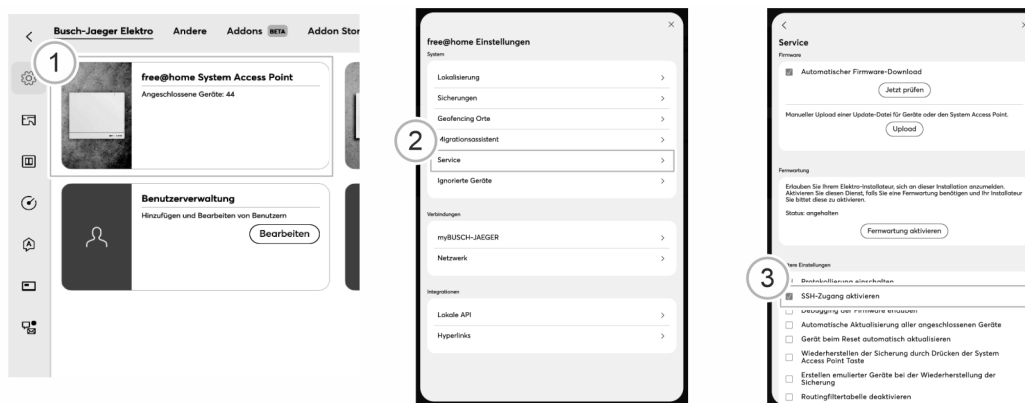 Busch-Jaeger Elektro Andere Addons BETA Addon Stor
1
free@home System Access Point
Angeschlossene Geräte: 44
Benutzerverwaltung
Hinzufügen und Bearbeiten von Benutzern
Bearbeiten
free@home Einstellungen
System
Lokalisierung
Sicherungen
Geofencing Orte
2
Migrationsassistent
Service
Ignorierte Geräte
Verbindungen
myBUSCH-JAEGER
Netzwerk
Integrationen
Lokale API
Hyperlinks
Service
Firmware
Automatischer Firmware-Download
Jetzt prüfen
Manueller Upload einer Update-Datei für Geräte oder den System Access Point.
Upload
Fernwartung
Erlauben Sie Ihrem Elektro-Installateur, sich an dieser Installation anzumelden.
Aktivieren Sie diesen Dienst, falls Sie eine Fernwartung benötigen und Ihr Installateur
Sie bittet diese zu aktivieren.
Status: angehalten
Fernwartung aktivieren
tere Einstellungen
3
Protokollierung einschalten
SSH-Zugang aktivieren
Debugging der Firmware erlauben
Automatische Aktualisierung aller angeschlossenen Geräte
Gerät beim Reset automatisch aktualisieren
Wiederherstellen der Sicherung durch Drücken der System
Access Point Taste
Erstellen emulierter Geräte bei der Wiederherstellung der
Sicherung
Routingfiltertabelle deaktivieren